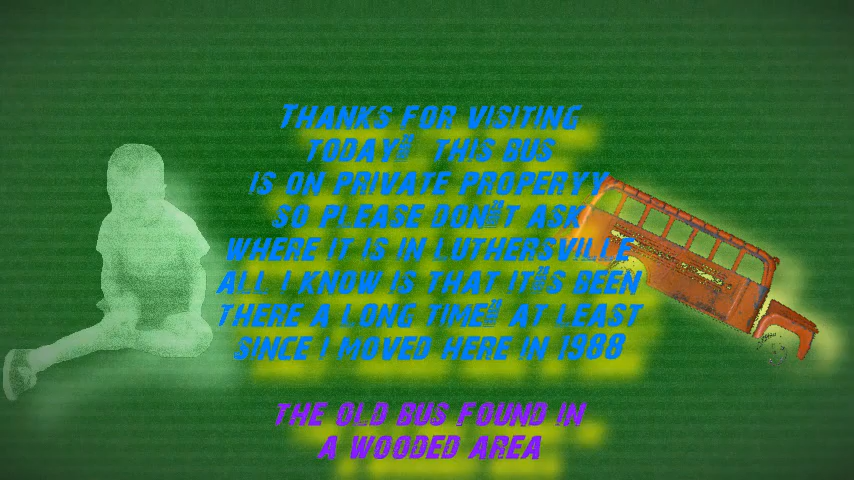 THANKS FOR VISITING
TODAY THIS BUS
IS ON PRIVATE PROPERYY
SO PLEASE DON T ASK
WHERE IT IS IN LUTHERSVILLE
ALL I KNOW IS THAT IT S BEEN
THERE A LONG TIME AT LEAST
SINCE I MOVED HERE IN 1988
THE OLD BUS FOUND IN
A WOODED AREA